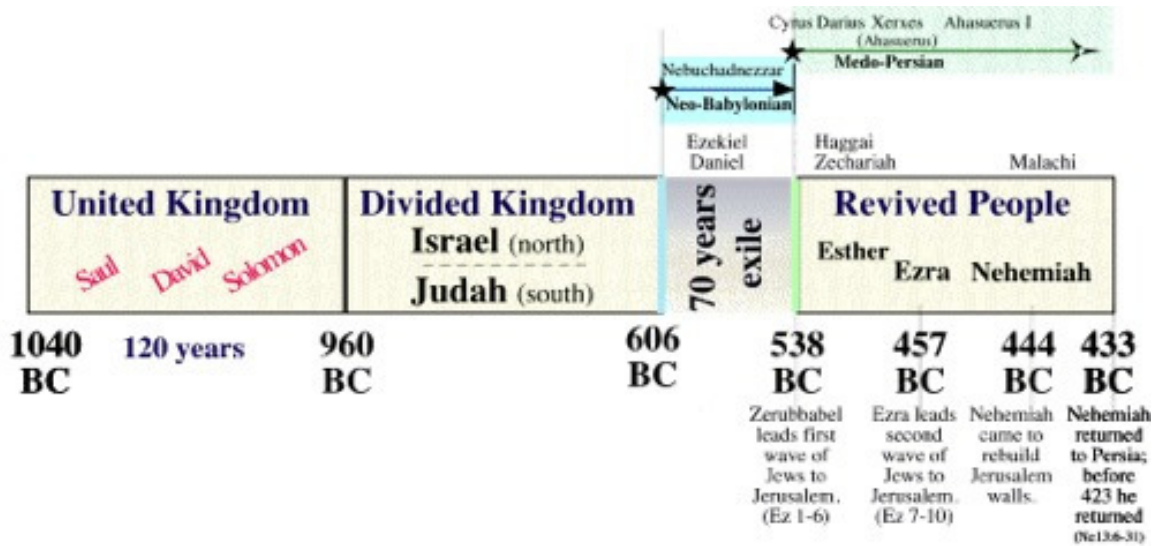 Cyrus Darius Xerxes Ahasuerus I
(Ahasuerus)
Medo-Persian
Nebuchadnezzar
Neo-Babylonian
Ezekiel
Daniel
Haggai
Zechariah
Malachi
United Kingdom
Saul David Solomon
Divided Kingdom
Israel (north)
Judah (south)
70 years
exile
Revived People
Esther
Ezra
Nehemiah
1040
BC
120 years
960
BC
606
BC
538
BC
457
BC
444
BC
433
BC
Zerubbabel
leads first
wave of
Jews to
Jerusalem.
(Ez 1-6)
Ezra leads
second
wave of
Jews to
Jerusalem.
(Ez 7-10)
Nehemiah
came to
rebuild
Jerusalem
walls.
Nehemiah
returned
to Persia;
before
423 he
returned
(Ne13:6-31)